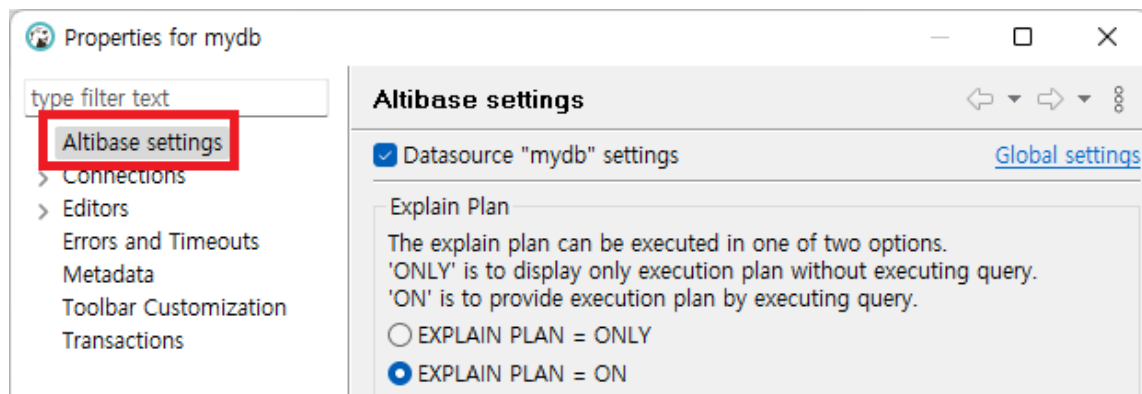 Properties for mydb
type filter text
Altibase settings
Connections
Editors
Errors and Timeouts
Metadata
Toolbar Customization
Transactions
Altibase settings
Datasource "mydb" settings
Global settings
Explain Plan
The explain plan can be executed in one of two options.
'ONLY' is to display only execution plan without executing query.
'ON' is to provide execution plan by executing query.
EXPLAIN PLAN = ONLY
EXPLAIN PLAN = ON